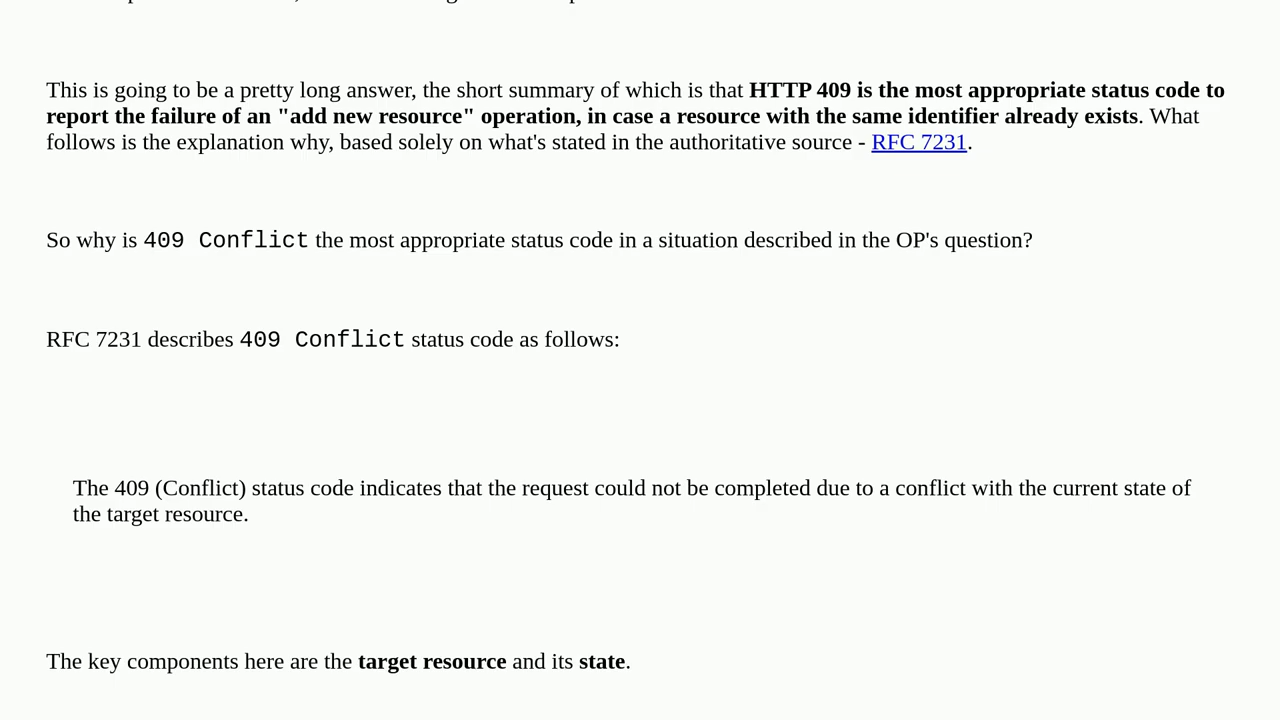 This is going to be a pretty long answer, the short summary of which is that HTTP 409 is the most appropriate status code to
report the failure of an "add new resource" operation, in case a resource with the same identifier already exists. What
follows is the explanation why, based solely on what's stated in the authoritative source - RFC 7231.
So why is 409 Conflict the most appropriate status code in a situation described in the OP's question?
RFC 7231 describes 409 Conflict status code as follows:
The 409 (Conflict) status code indicates that the request could not be completed due to a conflict with the current state of
the target resource.
The key components here are the target resource and its state.